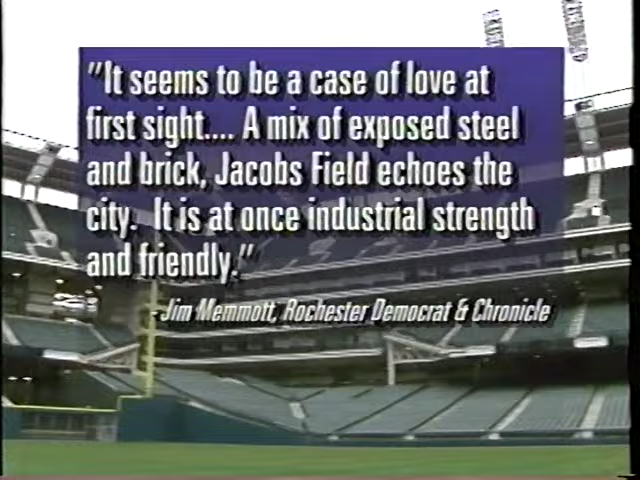 "It seems to be a case of love at
first sight.... A mix of exposed steel
and brick, Jacobs Field echoes the
city. It is at once industrial strength
and friendly."
- Jim Memmott, Rochester Democrat & Chronicle